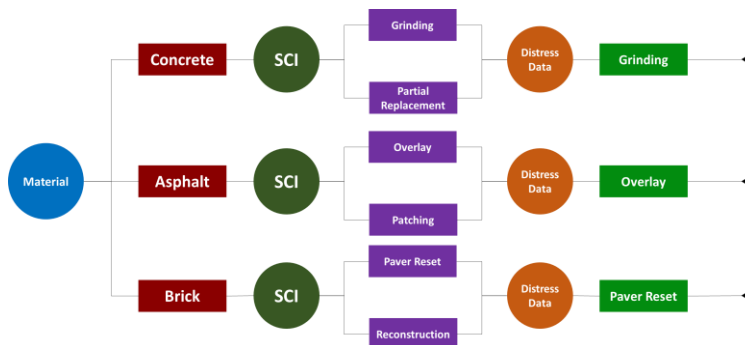 Material
Concrete
SCI
Grinding
Partial
Replacement
Distress
Data
Grinding
Asphalt
SCI
Overlay
Patching
Distress
Data
Overlay
Brick
SCI
Paver Reset
Reconstruction
Distress
Data
Paver Reset